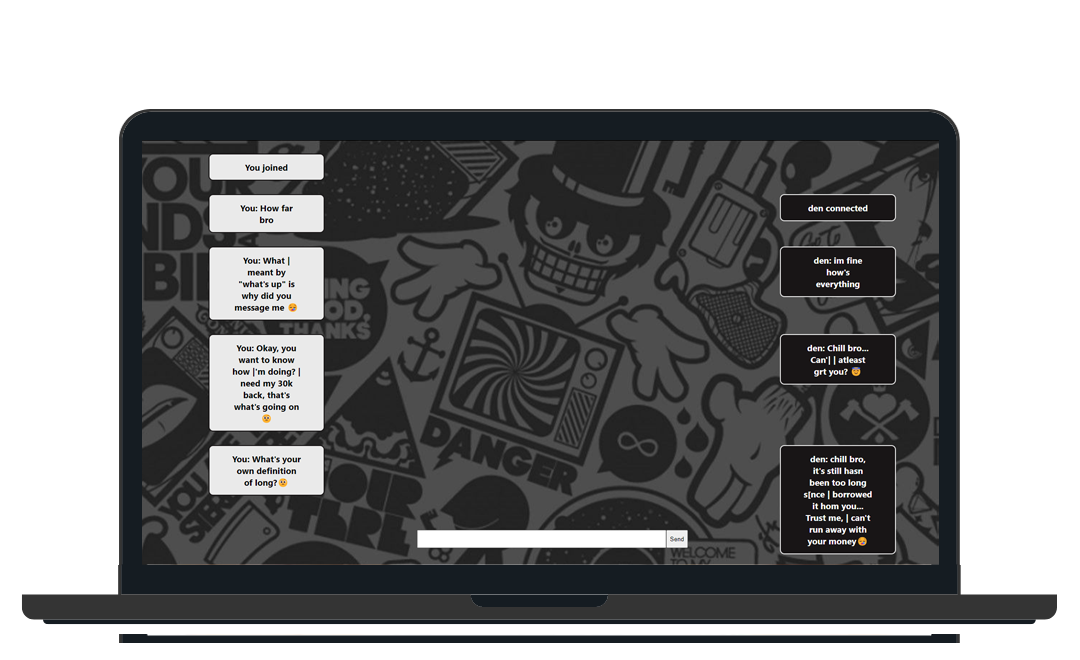 You joined
You: How far
bro
den connected
You: What |
meant by
"what's up" is
why did you
message me 😏
den: im fine
how's
everything
You: Okay, you
want to know
how |'m doing? |
need my 30k
back, that's
what's going on
😕
den: Chill bro...
Can'| | atleast
grt you? 😇
You: What's your
own definition
of long?😕
den: chill bro,
it's still hasn
been too long
s[nce | borrowed
it hom you...
Trust me, | can't
run away with
your money😏
Send
THANKS
DANGER
WELCOME